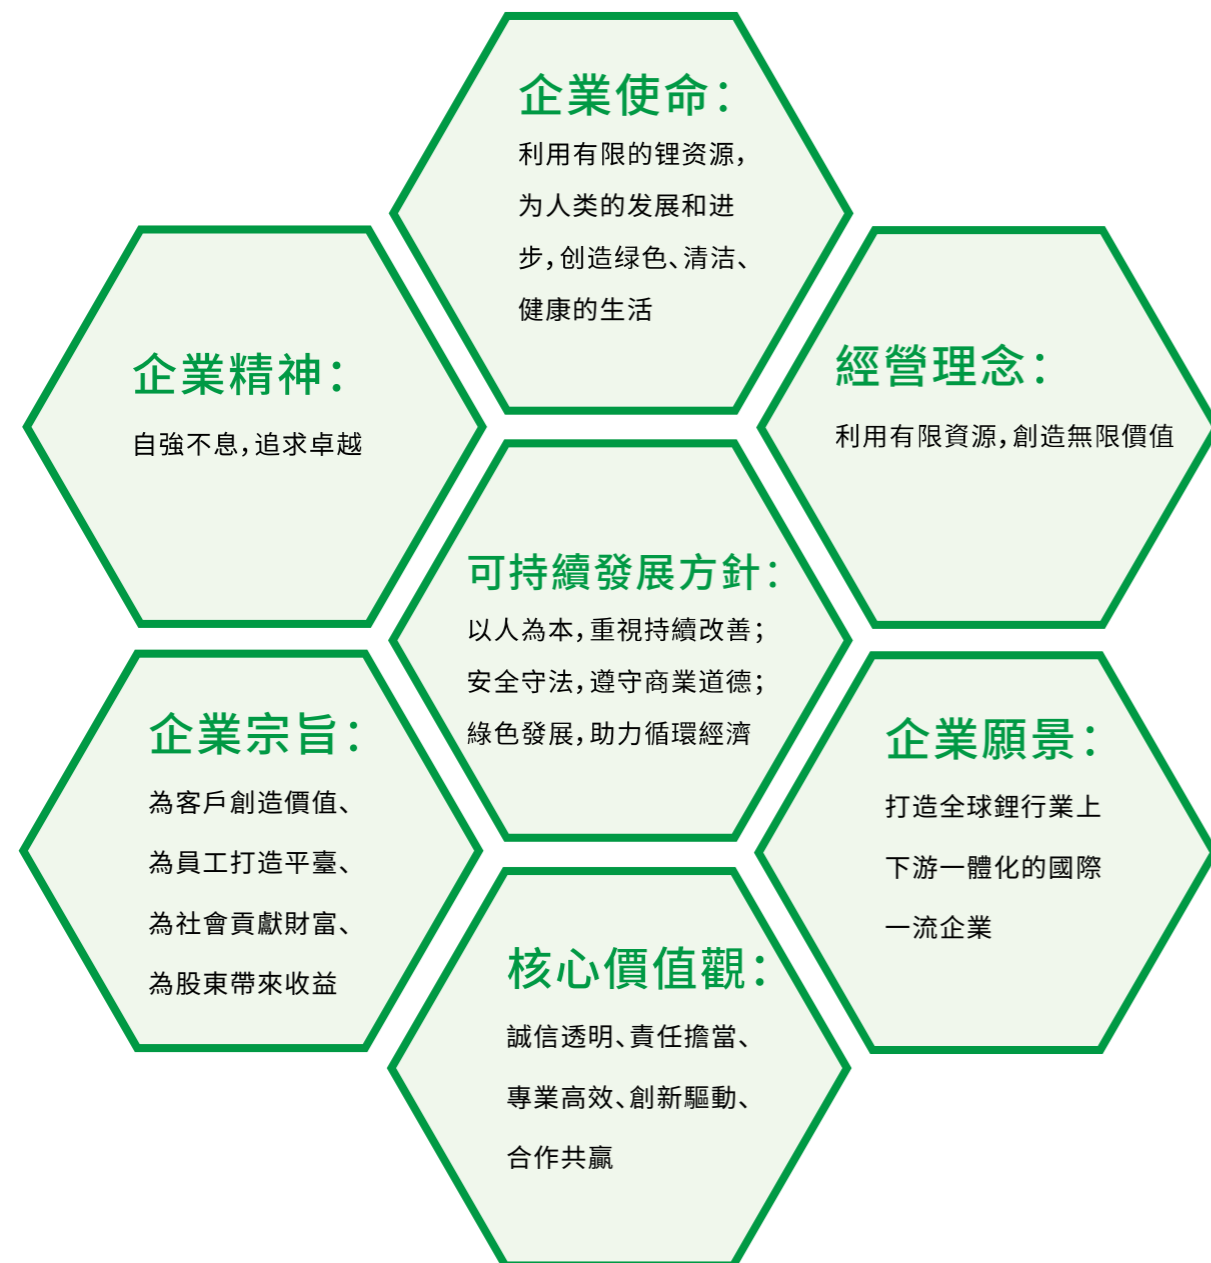 企業使命：
利用有限的锂资源，
为人类的发展和进
步，创造绿色、清洁、
健康的生活
企業精神：
自強不息，追求卓越
經營理念：
利用有限資源，創造無限價值
可持續發展方針：
以人為本，重視持續改善；
安全守法，遵守商業道德；
綠色發展，助力循環經濟
企業宗旨：
為客戶創造價值、
為員工打造平臺、
為社會貢獻財富、
為股東帶來收益
企業願景：
打造全球鋰行業上
下游一體化的國際
一流企業
核心價值觀：
誠信透明、責任擔當、
專業高效、創新驅動、
合作共贏